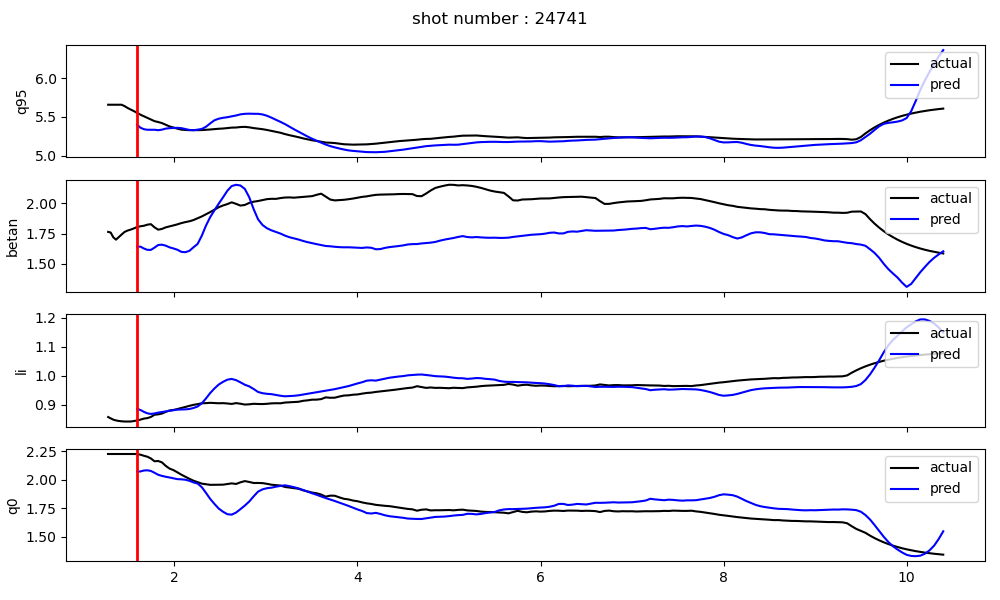 shot number : 24741
q95
6.0
5.5
5.0
actual
pred
betan
2.00
1.75
1.50
actual
pred
li
1.2
1.1
1.0
0.9
actual
pred
q0
2.25
2.00
1.75
1.50
actual
pred
2 4 6 8 10